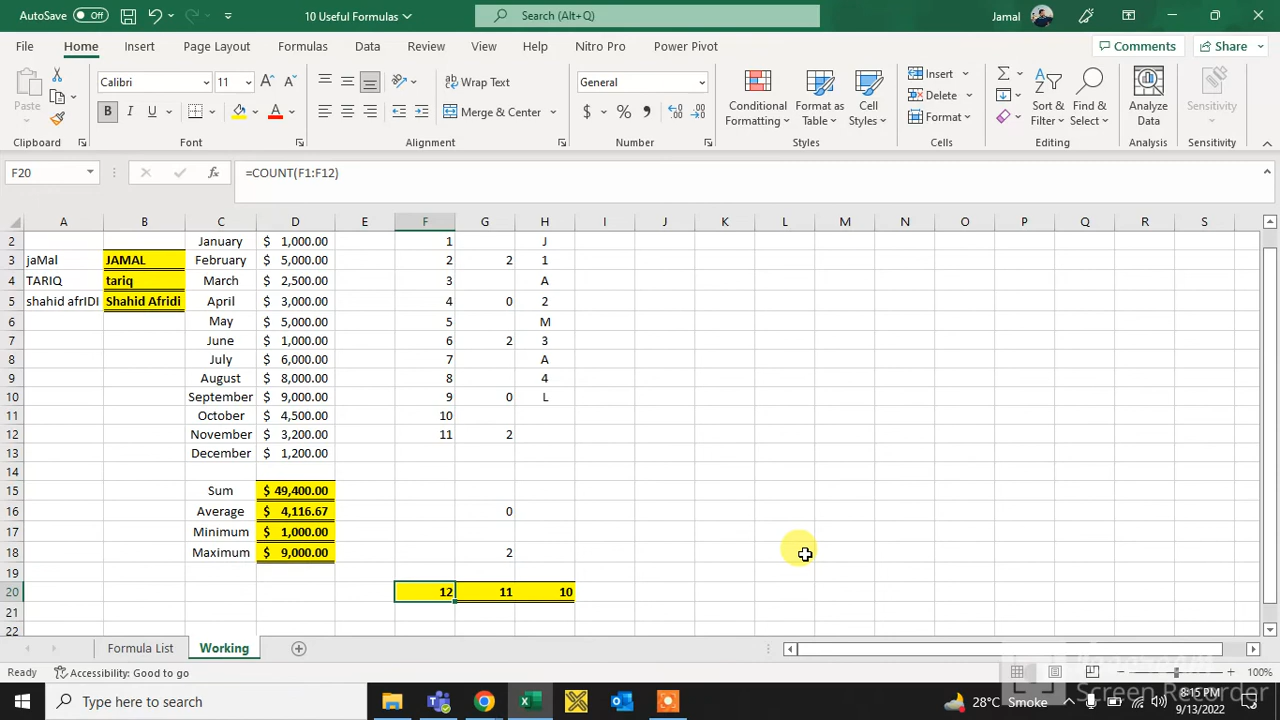 AutoSave Off 10 Useful Formulas Search (Alt+Q) Jamal
File Home Insert Page Layout Formulas Data Review View Help Nitro Pro Power Pivot Comments Share
Paste Calibri 11 Wrap Text General Conditional Formatting Format as Table Cell Styles Insert Delete Format Sort & Filter Find & Select Analyze Data Sensitivity
B I U A Merge & Center $ % ,
Clipboard Font Alignment Number Styles Cells Editing Analysis Sensitivity
F20 fx =COUNT(F1:F12)
A B C D E F G H I J K L M N O P Q R S
2 January $ 1,000.00 1 J
3 jaMal JAMAL February $ 5,000.00 2 2 1
4 TARIQ tariq March $ 2,500.00 3 A
5 shahid afrIDI Shahid Afridi April $ 3,000.00 4 0 2
6 May $ 5,000.00 5 M
7 June $ 1,000.00 6 2 3
8 July $ 6,000.00 7 A
9 August $ 8,000.00 8 4
10 September $ 9,000.00 9 0 L
11 October $ 4,500.00 10
12 November $ 3,200.00 11 2
13 December $ 1,200.00
14
15 Sum $ 49,400.00
16 Average $ 4,116.67 0
17 Minimum $ 1,000.00
18 Maximum $ 9,000.00 2
19
20 12 11 10
21
22
Formula List Working
Ready Accessibility: Good to go 100%
Screen Recorder
Type here to search 28°C Smoke 8:15 PM
9/13/2022